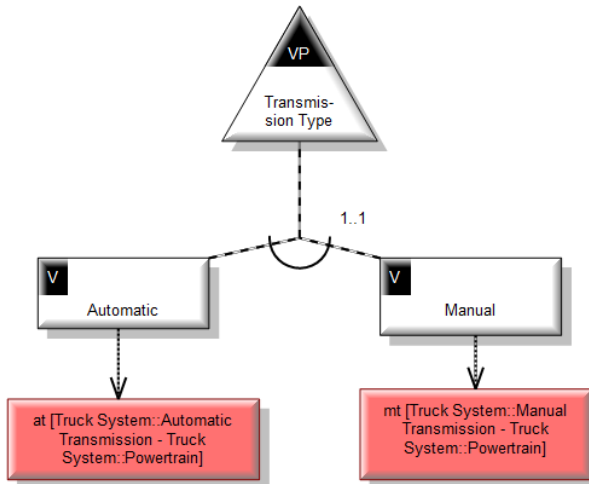 VP
Transmis-
sion Type
1..1
V
Automatic
V
Manual
at [Truck System::Automatic
Transmission - Truck
System::Powertrain]
mt [Truck System::Manual
Transmission - Truck
System::Powertrain]